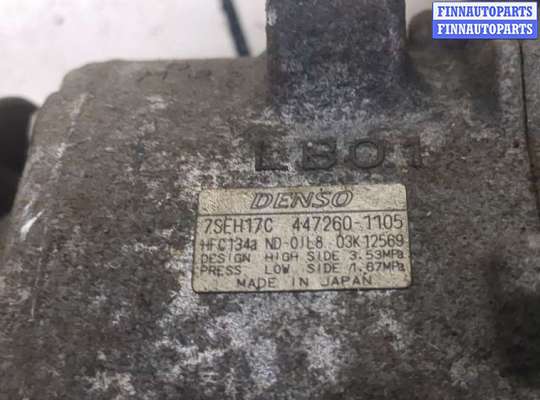 FINNAUTOPARTS
FINNAUTOPARTS
LB01
DENSO
7SEH17C 447260-1105
HFC134a ND-OIL8 03K12569
DESIGN HIGH SIDE 3.53MPa
PRESS LOW SIDE 1.67MPa
MADE IN JAPAN